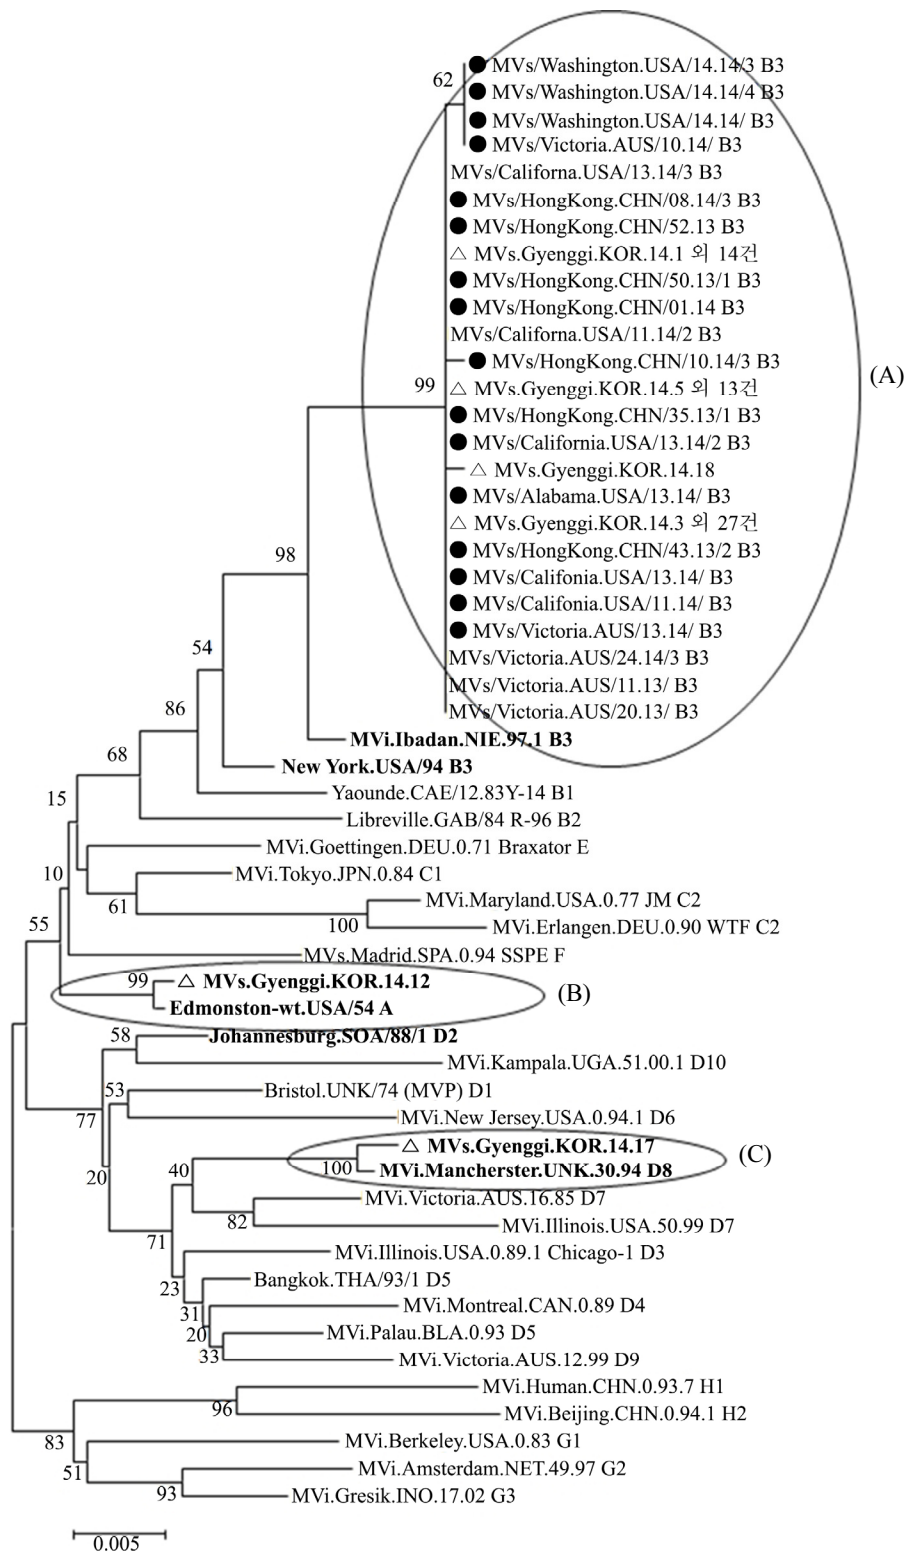 62
MVs/Washington.USA/14.14/3 B3
MVs/Washington.USA/14.14/4 B3
MVs/Washington.USA/14.14/ B3
MVs/Victoria.AUS/10.14/ B3
MVs/Californa.USA/13.14/3 B3
MVs/HongKong.CHN/08.14/3 B3
MVs/HongKong.CHN/52.13 B3
△ MVs.Gyenggi.KOR.14.1 외 14건
MVs/HongKong.CHN/50.13/1 B3
MVs/HongKong.CHN/01.14 B3
MVs/Californa.USA/11.14/2 B3
MVs/HongKong.CHN/10.14/3 B3
(A)
99
△ MVs.Gyenggi.KOR.14.5 외 13건
MVs/HongKong.CHN/35.13/1 B3
MVs/California.USA/13.14/2 B3
△ MVs.Gyenggi.KOR.14.18
MVs/Alabama.USA/13.14/ B3
△ MVs.Gyenggi.KOR.14.3 외 27건
MVs/HongKong.CHN/43.13/2 B3
98
MVs/Califonia.USA/13.14/ B3
MVs/Califonia.USA/11.14/ B3
MVs/Victoria.AUS/13.14/ B3
54
MVs/Victoria.AUS/24.14/3 B3
MVs/Victoria.AUS/11.13/ B3
86
MVs/Victoria.AUS/20.13/ B3
MVi.Ibadan.NIE.97.1 B3
68
New York.USA/94 B3
15
Yaounde.CAE/12.83Y-14 B1
Libreville.GAB/84 R-96 B2
MVi.Goettingen.DEU.0.71 Braxator E
10
MVi.Tokyo.JPN.0.84 C1
61
MVi.Maryland.USA.0.77 JM C2
55
100
MVi.Erlangen.DEU.0.90 WTF C2
MVs.Madrid.SPA.0.94 SSPE F
99
△ MVs.Gyenggi.KOR.14.12
(B)
Edmonston-wt.USA/54 A
58
Johannesburg.SOA/88/1 D2
MVi.Kampala.UGA.51.00.1 D10
53
Bristol.UNK/74 (MVP) D1
77
MVi.New Jersey.USA.0.94.1 D6
△ MVs.Gyenggi.KOR.14.17
(C)
20
40
100
MVi.Mancherster.UNK.30.94 D8
MVi.Victoria.AUS.16.85 D7
82
MVi.Illinois.USA.50.99 D7
71
MVi.Illinois.USA.0.89.1 Chicago-1 D3
23
Bangkok.THA/93/1 D5
31
MVi.Montreal.CAN.0.89 D4
20
MVi.Palau.BLA.0.93 D5
33
MVi.Victoria.AUS.12.99 D9
MVi.Human.CHN.0.93.7 H1
96
MVi.Beijing.CHN.0.94.1 H2
83
MVi.Berkeley.USA.0.83 G1
51
MVi.Amsterdam.NET.49.97 G2
93
MVi.Gresik.INO.17.02 G3
0.005